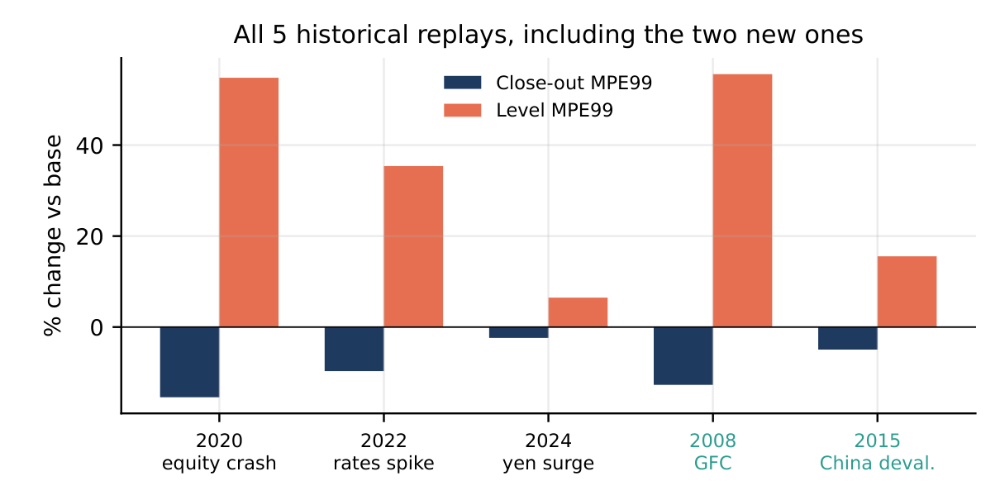 All 5 historical replays, including the two new ones
Close-out MPE99
Level MPE99
% change vs base
40
20
0
2020
equity crash
2022
rates spike
2024
yen surge
2008
GFC
2015
China deval.